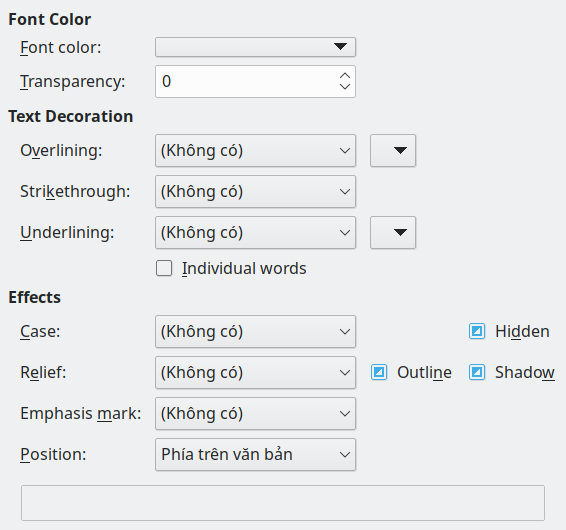 Font Color
Font color:
Transparency: 0
Text Decoration
Overlining: (Không có)
Strikethrough: (Không có)
Underlining: (Không có)
Individual words
Effects
Case: (Không có) Hidden
Relief: (Không có) Outline Shadow
Emphasis mark: (Không có)
Position: Phía trên văn bản